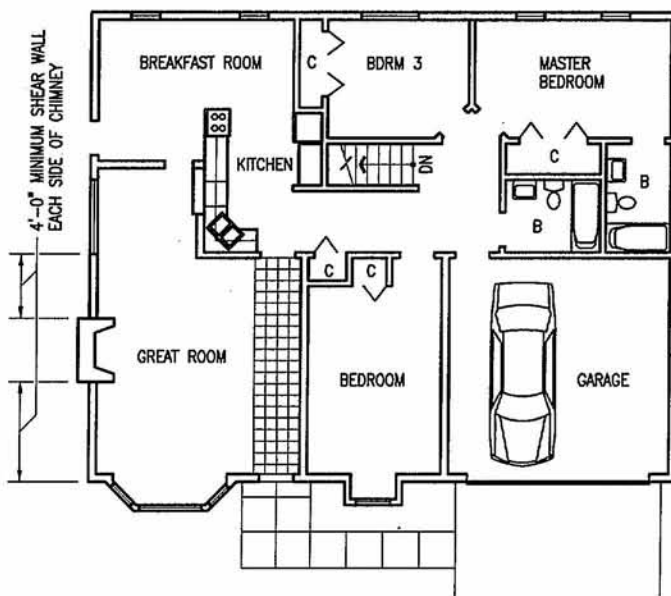 BREAKFAST ROOM
C
BDRM 3
MASTER
BEDROOM
4'-0" MINIMUM SHEAR WALL
EACH SIDE OF CHIMNEY
KITCHEN
DN
C
B
B
C
C
GREAT ROOM
BEDROOM
GARAGE